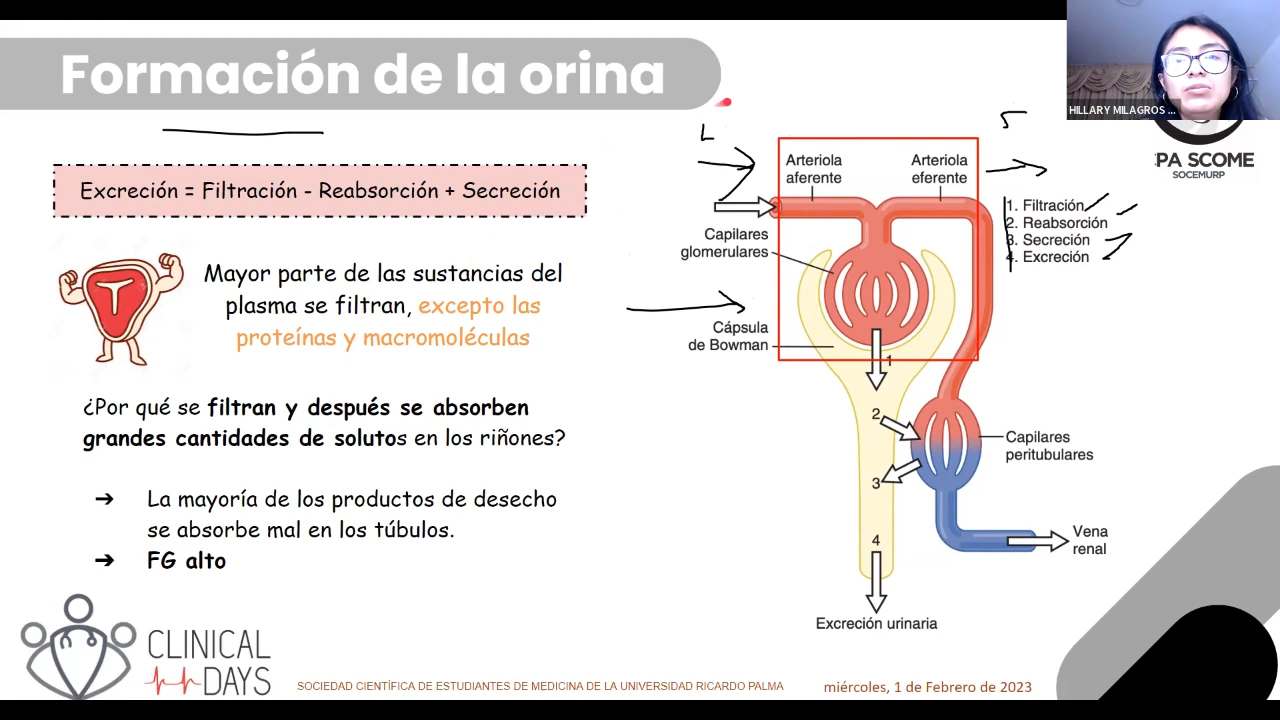 Formación de la orina
HILLARY MILAGROS ...
PA SCOME
SOCEMURP
Excreción = Filtración - Reabsorción + Secreción
Mayor parte de las sustancias del
plasma se filtran, excepto las
proteínas y macromoléculas
¿Por qué se filtran y después se absorben
grandes cantidades de solutos en los riñones?
➔ La mayoría de los productos de desecho
se absorbe mal en los túbulos.
➔ FG alto
Arteriola
aferente
Arteriola
eferente
1. Filtración
2. Reabsorción
3. Secreción
4. Excreción
Capilares
glomerulares
Cápsula
de Bowman
1
2
3
4
Capilares
peritubulares
Vena
renal
Excreción urinaria
CLINICAL
DAYS
SOCIEDAD CIENTÍFICA DE ESTUDIANTES DE MEDICINA DE LA UNIVERSIDAD RICARDO PALMA
miércoles, 1 de Febrero de 2023